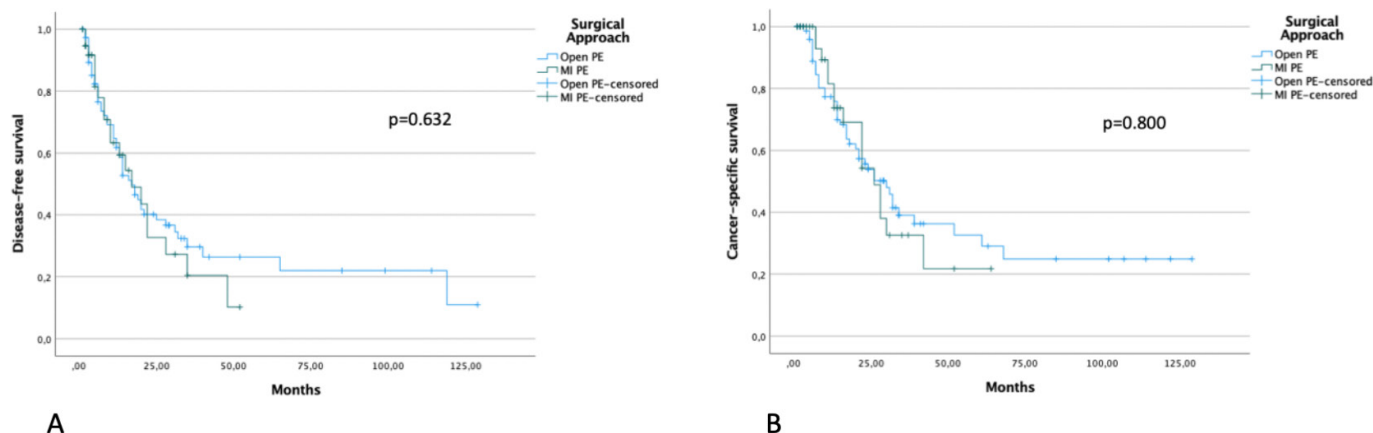 Surgical
Approach
Open PE
MI PE
Open PE-censored
MI PE-censored
p=0.632
Disease-free survival
1,0
0,8
0,6
0,4
0,2
0,0
,00 25,00 50,00 75,00 100,00 125,00
Months
A
Surgical
Approach
Open PE
MI PE
Open PE-censored
MI PE-censored
p=0.800
Cancer-specific survival
1,0
0,8
0,6
0,4
0,2
0,0
,00 25,00 50,00 75,00 100,00 125,00
Months
B